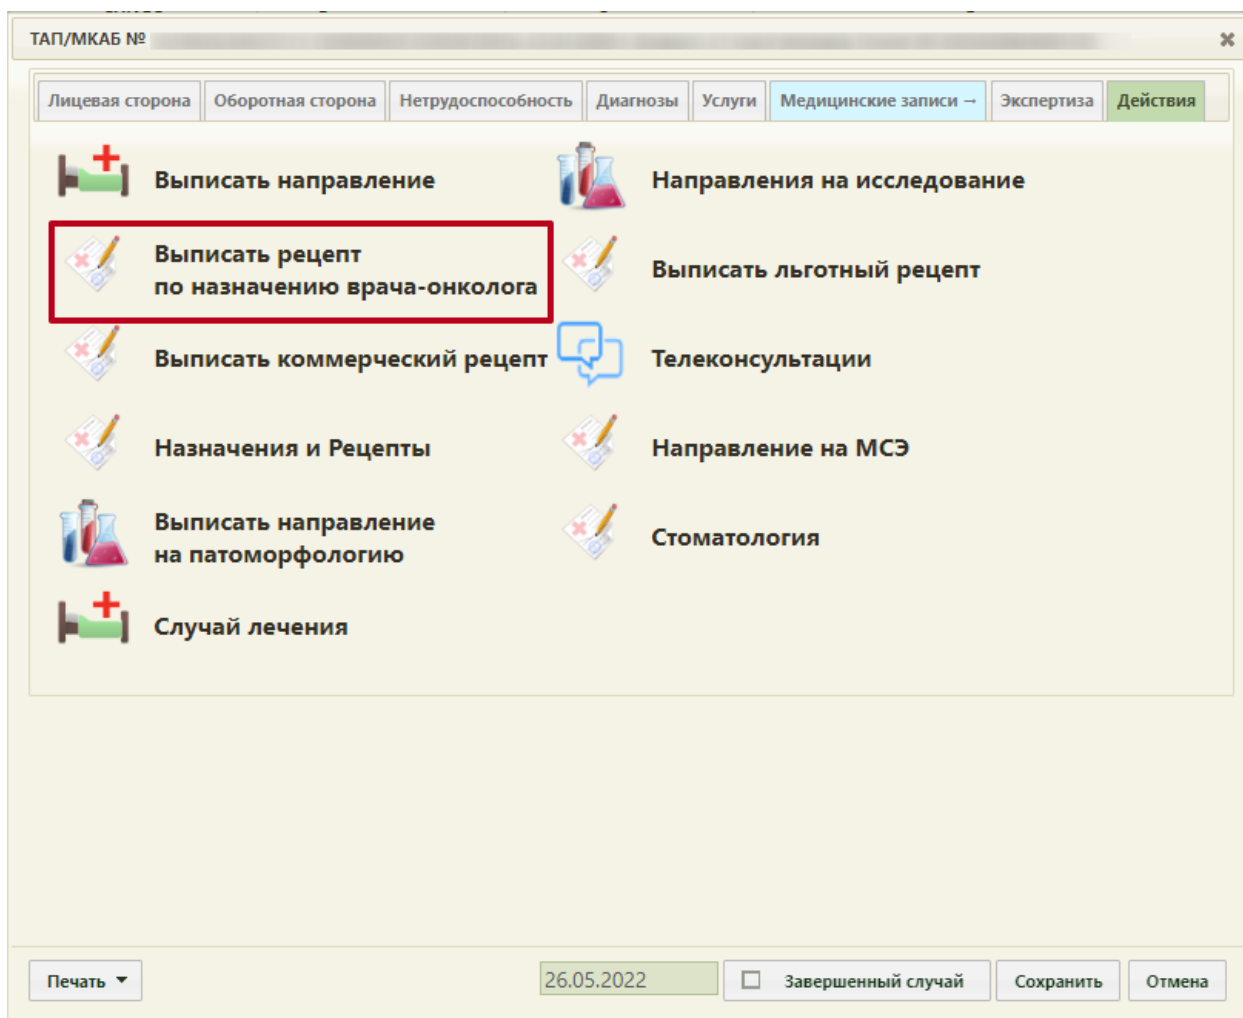 ТАП/МКАБ №
Лицевая сторона Оборотная сторона Нетрудоспособность Диагнозы Услуги Медицинские записи → Экспертиза Действия
Выписать направление
Направления на исследование
Выписать рецепт
по назначению врача-онколога
Выписать льготный рецепт
Выписать коммерческий рецепт
Телеконсультации
Назначения и Рецепты
Направление на МСЭ
Выписать направление
на патоморфологию
Стоматология
Случай лечения
Печать 26.05.2022 Завершенный случай Сохранить Отмена